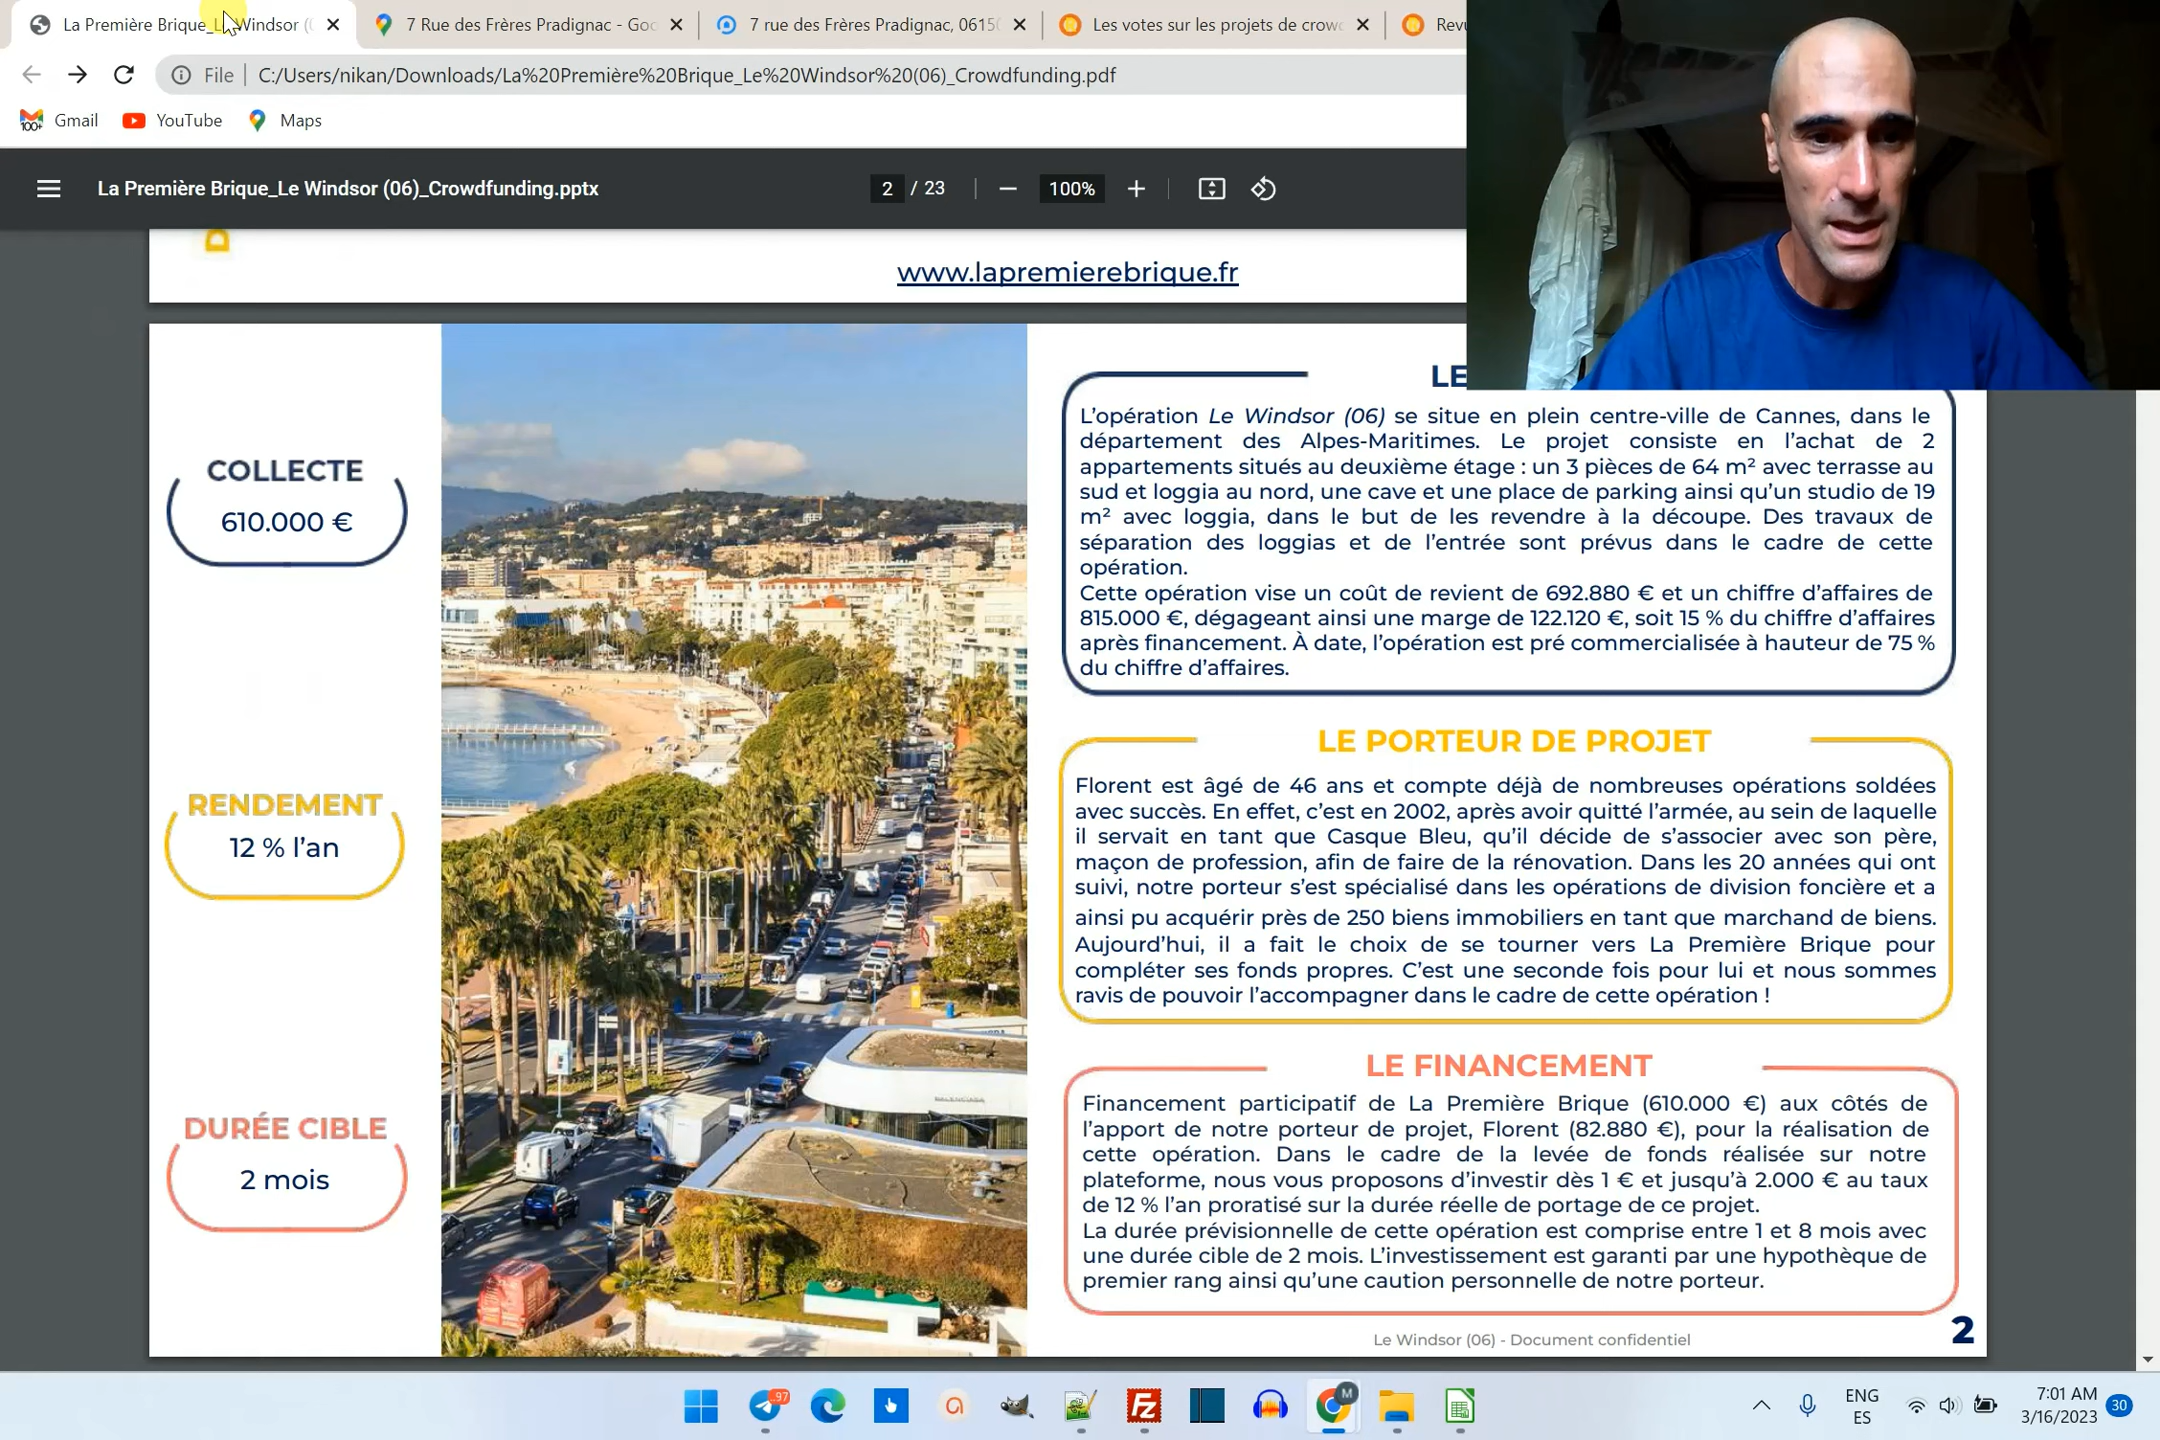 La Première Brique_Le Windsor (
7 Rue des Frères Pradignac - Goo
7 rue des Frères Pradignac, 0615
Les votes sur les projets de crow
Revu
File
C:/Users/nikan/Downloads/La%20Première%20Brique_Le%20Windsor%20(06)_Crowdfunding.pdf
Gmail
YouTube
Maps
La Première Brique_Le Windsor (06)_Crowdfunding.pptx
2 / 23
100%
D
www.lapremierebrique.fr
COLLECTE
610.000 €
RENDEMENT
12 % l'an
DURÉE CIBLE
2 mois
LE
L'opération Le Windsor (06) se situe en plein centre-ville de Cannes, dans le
département des Alpes-Maritimes. Le projet consiste en l'achat de 2
appartements situés au deuxième étage : un 3 pièces de 64 m² avec terrasse au
sud et loggia au nord, une cave et une place de parking ainsi qu'un studio de 19
m² avec loggia, dans le but de les revendre à la découpe. Des travaux de
séparation des loggias et de l'entrée sont prévus dans le cadre de cette
opération.
Cette opération vise un coût de revient de 692.880 € et un chiffre d'affaires de
815.000 €, dégageant ainsi une marge de 122.120 €, soit 15 % du chiffre d'affaires
après financement. À date, l'opération est pré commercialisée à hauteur de 75 %
du chiffre d'affaires.
LE PORTEUR DE PROJET
Florent est âgé de 46 ans et compte déjà de nombreuses opérations soldées
avec succès. En effet, c'est en 2002, après avoir quitté l'armée, au sein de laquelle
il servait en tant que Casque Bleu, qu'il décide de s'associer avec son père,
maçon de profession, afin de faire de la rénovation. Dans les 20 années qui ont
suivi, notre porteur s'est spécialisé dans les opérations de division foncière et a
ainsi pu acquérir près de 250 biens immobiliers en tant que marchand de biens.
Aujourd'hui, il a fait le choix de se tourner vers La Première Brique pour
compléter ses fonds propres. C'est une seconde fois pour lui et nous sommes
ravis de pouvoir l'accompagner dans le cadre de cette opération !
LE FINANCEMENT
Financement participatif de La Première Brique (610.000 €) aux côtés de
l'apport de notre porteur de projet, Florent (82.880 €), pour la réalisation de
cette opération. Dans le cadre de la levée de fonds réalisée sur notre
plateforme, nous vous proposons d'investir dès 1 € et jusqu'à 2.000 € au taux
de 12 % l'an proratisé sur la durée réelle de portage de ce projet.
La durée prévisionnelle de cette opération est comprise entre 1 et 8 mois avec
une durée cible de 2 mois. L'investissement est garanti par une hypothèque de
premier rang ainsi qu'une caution personnelle de notre porteur.
Le Windsor (06) - Document confidentiel
2
97
M
ENG
ES
7:01 AM
3/16/2023
30